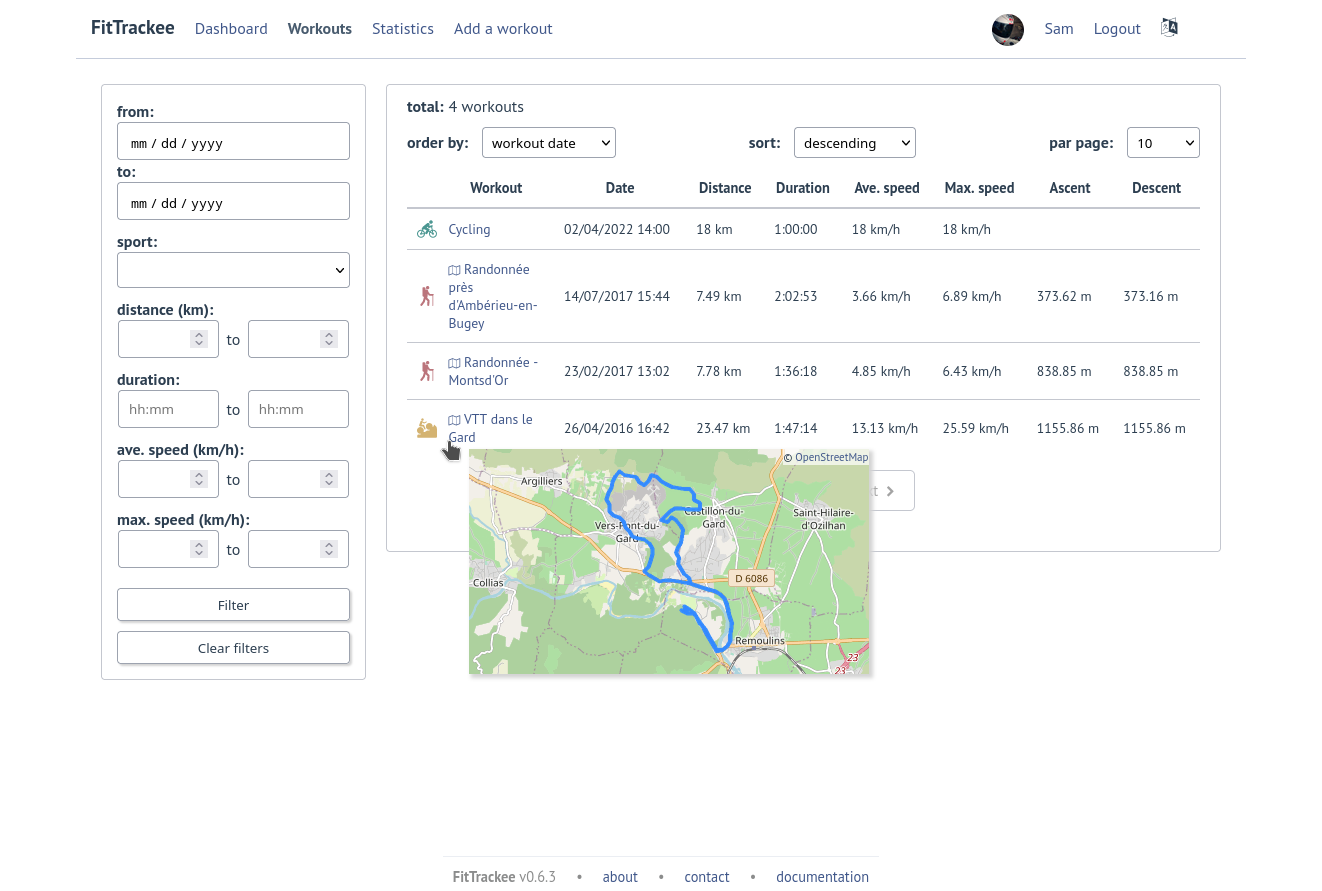 FitTrackee Dashboard Workouts Statistics Add a workout Sam Logout
from:
mm / dd / yyyy
to:
mm / dd / yyyy
sport:
distance (km):
to
duration:
hh:mm to hh:mm
ave. speed (km/h):
to
max. speed (km/h):
to
Filter
Clear filters
total: 4 workouts
order by: workout date sort: descending par page: 10
Workout Date Distance Duration Ave. speed Max. speed Ascent Descent
Cycling 02/04/2022 14:00 18 km 1:00:00 18 km/h 18 km/h
Randonnée
près
d'Ambérieu-en-
Bugey
14/07/2017 15:44 7.49 km 2:02:53 3.66 km/h 6.89 km/h 373.62 m 373.16 m
Randonnée -
Montsd'Or
23/02/2017 13:02 7.78 km 1:36:18 4.85 km/h 6.43 km/h 838.85 m 838.85 m
VTT dans le
Gard
26/04/2016 16:42 23.47 km 1:47:14 13.13 km/h 25.59 km/h 1155.86 m 1155.86 m
© OpenStreetMap
Argilliers
Vers-Pont-du-
Gard
Castillon-du-
Gard
Saint-Hilaire-
d'Ozilhan
Collias
D 6086
Remoulins
23
23
FitTrackee v0.6.3 • about • contact • documentation